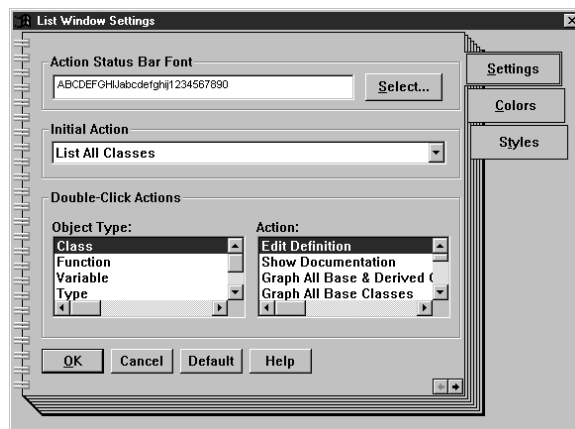 List Window Settings
Action Status Bar Font
ABCDEFGHIJabcdefghij1234567890
Select...
Initial Action
List All Classes
Double-Click Actions
Object Type:
Class
Function
Variable
Type
Action:
Edit Definition
Show Documentation
Graph All Base & Derived
Graph All Base Classes
OK
Cancel
Default
Help
Settings
Colors
Styles